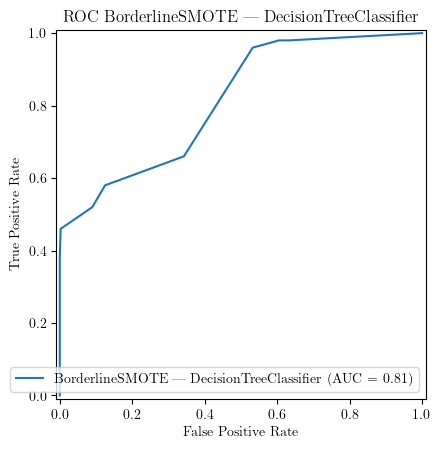 ROC BorderlineSMOTE — DecisionTreeClassifier
1.0
0.8
0.6
0.4
0.2
0.0
True Positive Rate
BorderlineSMOTE — DecisionTreeClassifier (AUC = 0.81)
0.0 0.2 0.4 0.6 0.8 1.0
False Positive Rate